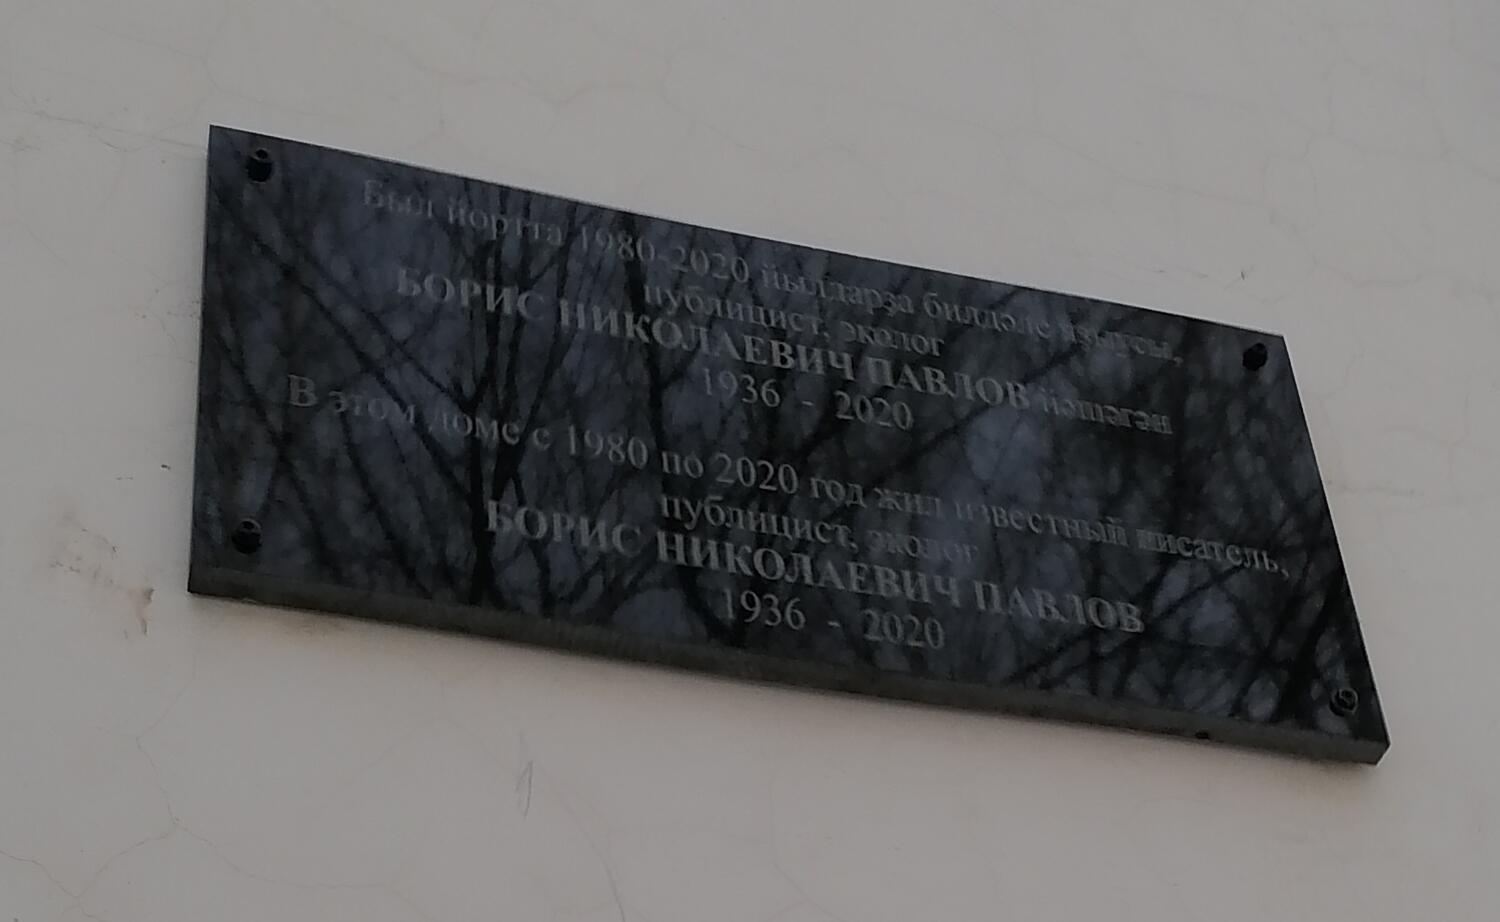 Был йортта 1980-2020 йылдарҙа билдәле яҙыусы,
публицист, эколог
БОРИС НИКОЛАЕВИЧ ПАВЛОВ йәшәгән
1936 - 2020
В этом доме с 1980 по 2020 год жил известный писатель,
публицист, эколог
БОРИС НИКОЛАЕВИЧ ПАВЛОВ
1936 - 2020